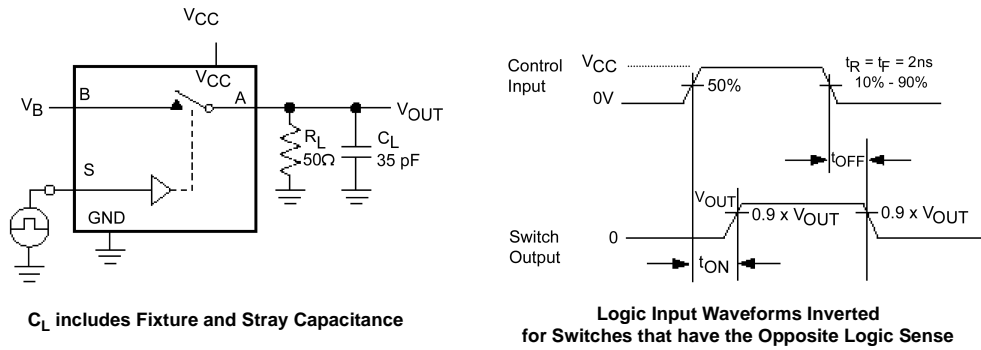 VCC
VCC
VB
B
A
VOUT
RL
50Ω
CL
35 pF
S
GND
CL includes Fixture and Stray Capacitance
Control
Input
VCC
0V
50%
tR = tF = 2ns
10% - 90%
tOFF
VOUT
0.9 x VOUT
0.9 x VOUT
Switch
Output
0
tON
Logic Input Waveforms Inverted
for Switches that have the Opposite Logic Sense